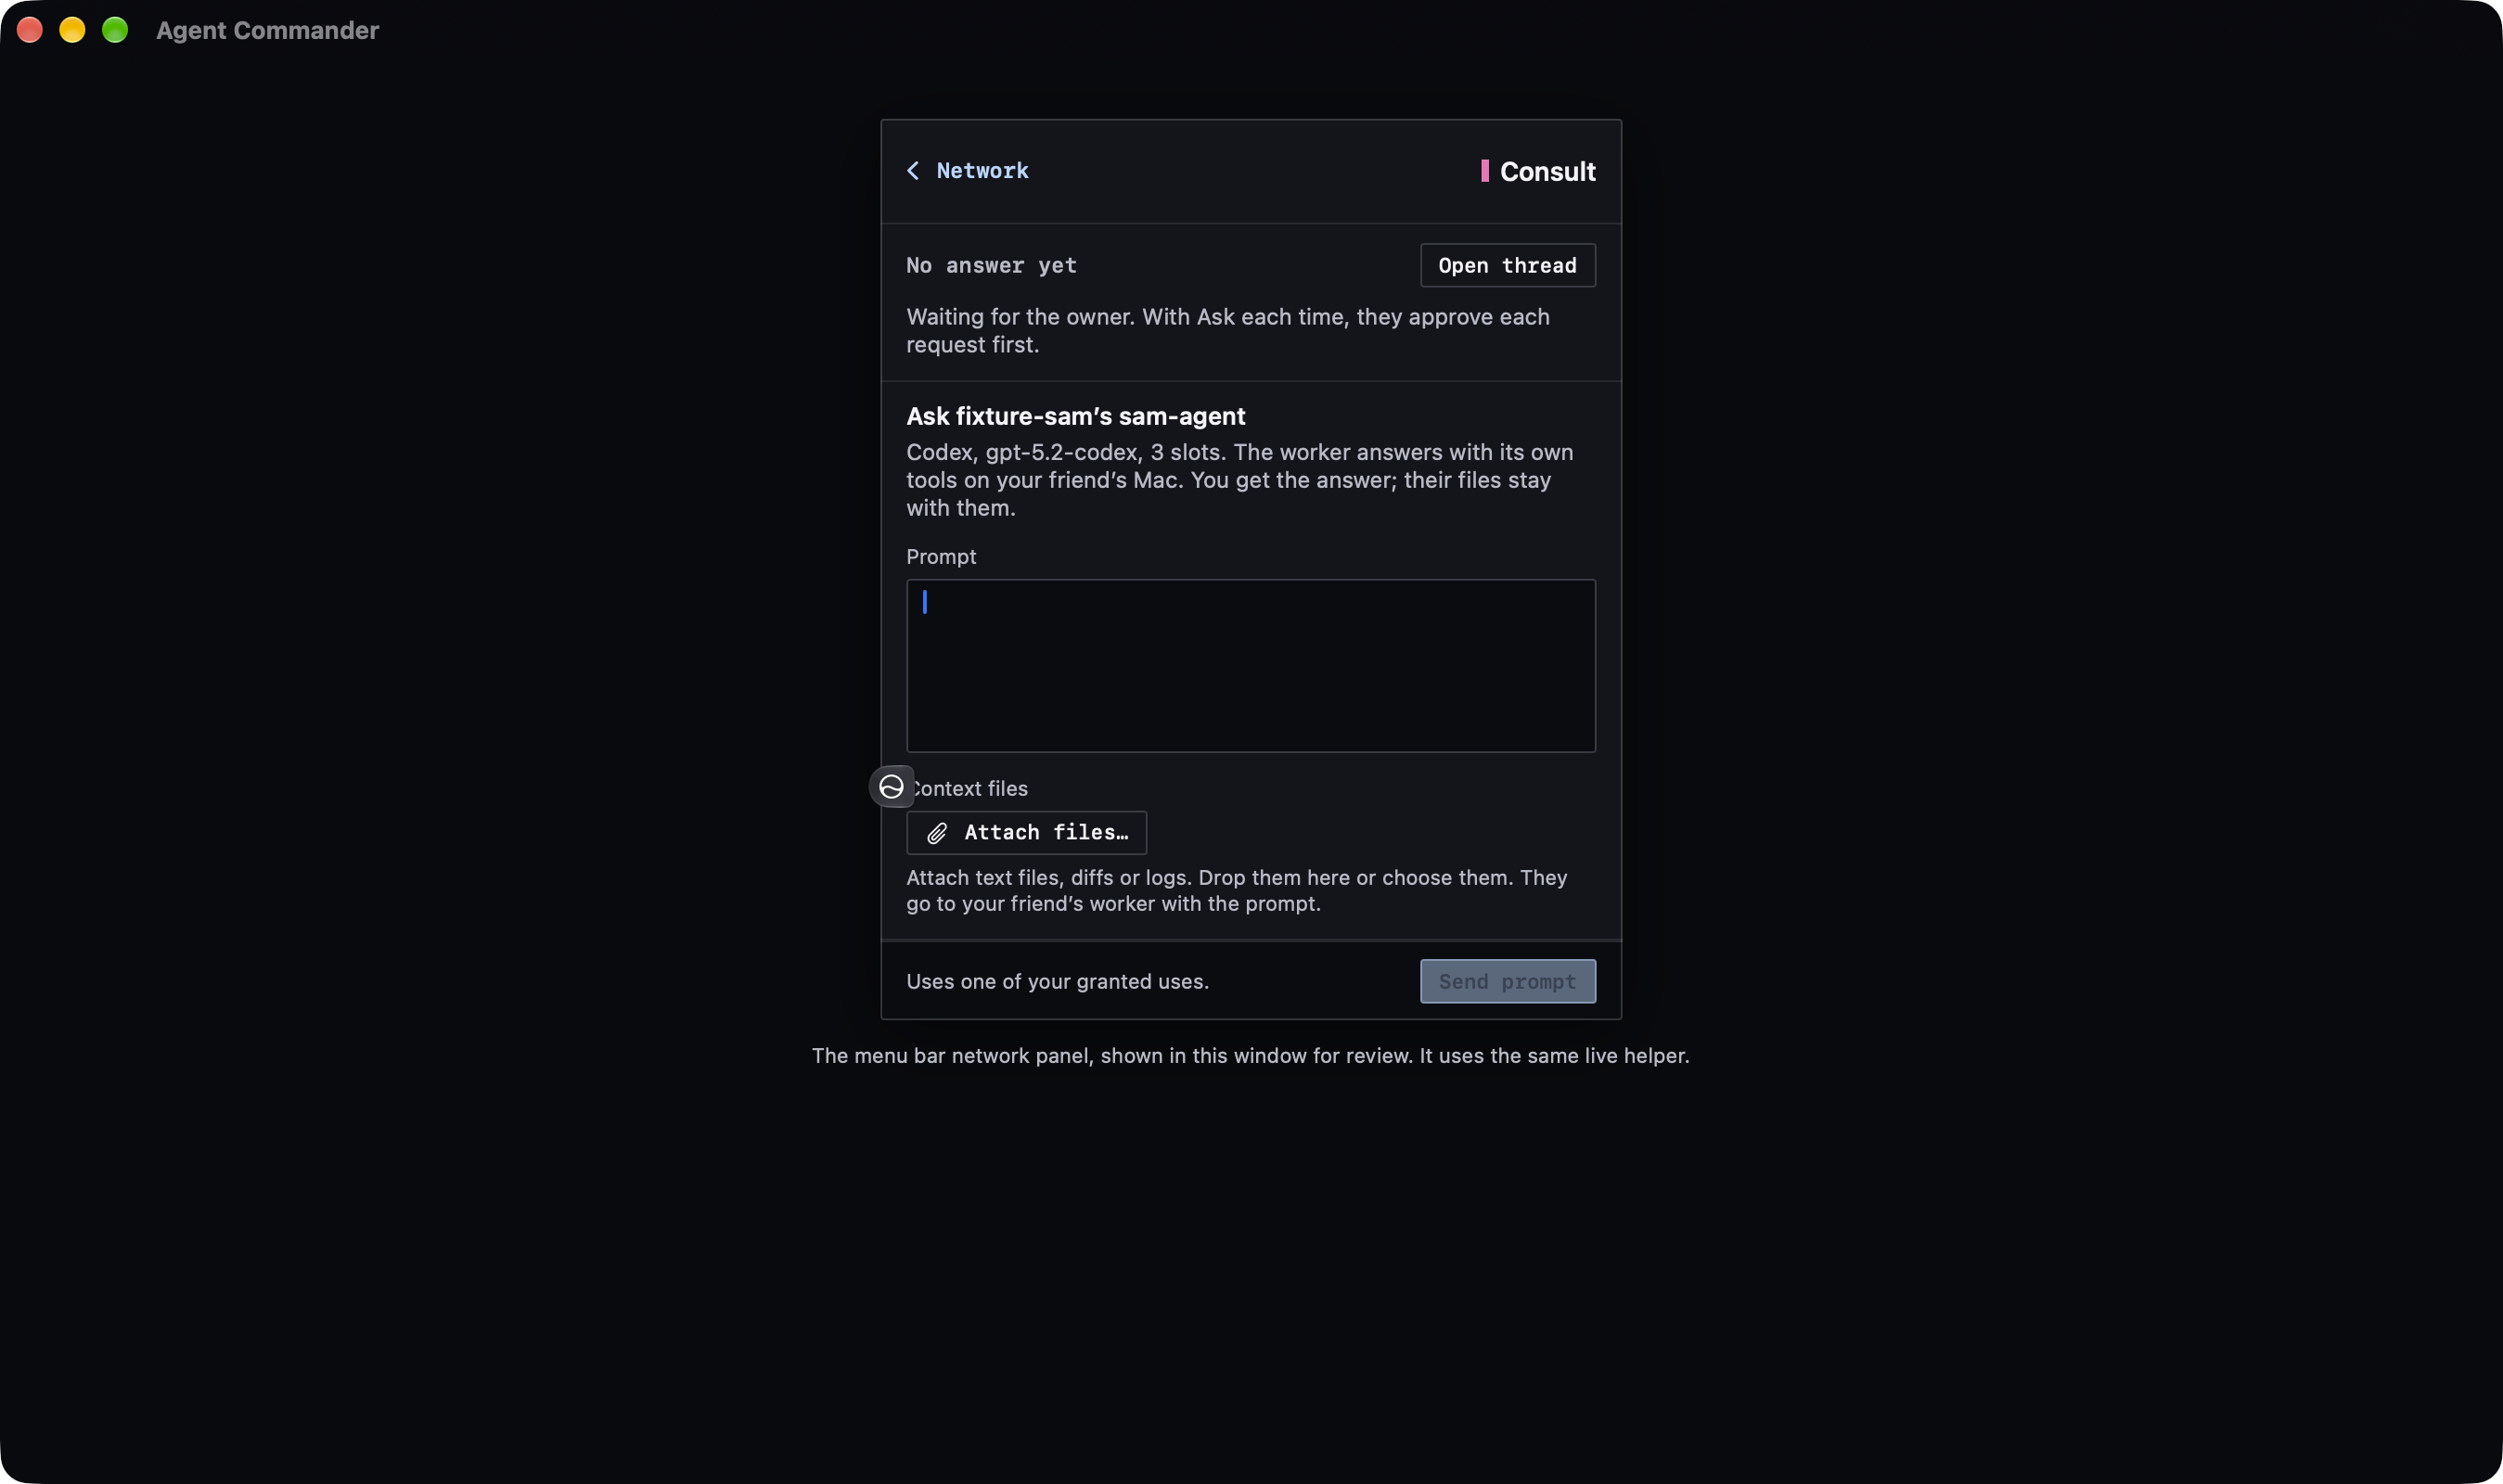 Agent Commander
Network
Consult
No answer yet
Open thread
Waiting for the owner. With Ask each time, they approve each
request first.
Ask fixture-sam’s sam-agent
Codex, gpt-5.2-codex, 3 slots. The worker answers with its own
tools on your friend’s Mac. You get the answer; their files stay
with them.
Prompt
Context files
Attach files…
Attach text files, diffs or logs. Drop them here or choose them. They
go to your friend’s worker with the prompt.
Uses one of your granted uses.
Send prompt
The menu bar network panel, shown in this window for review. It uses the same live helper.